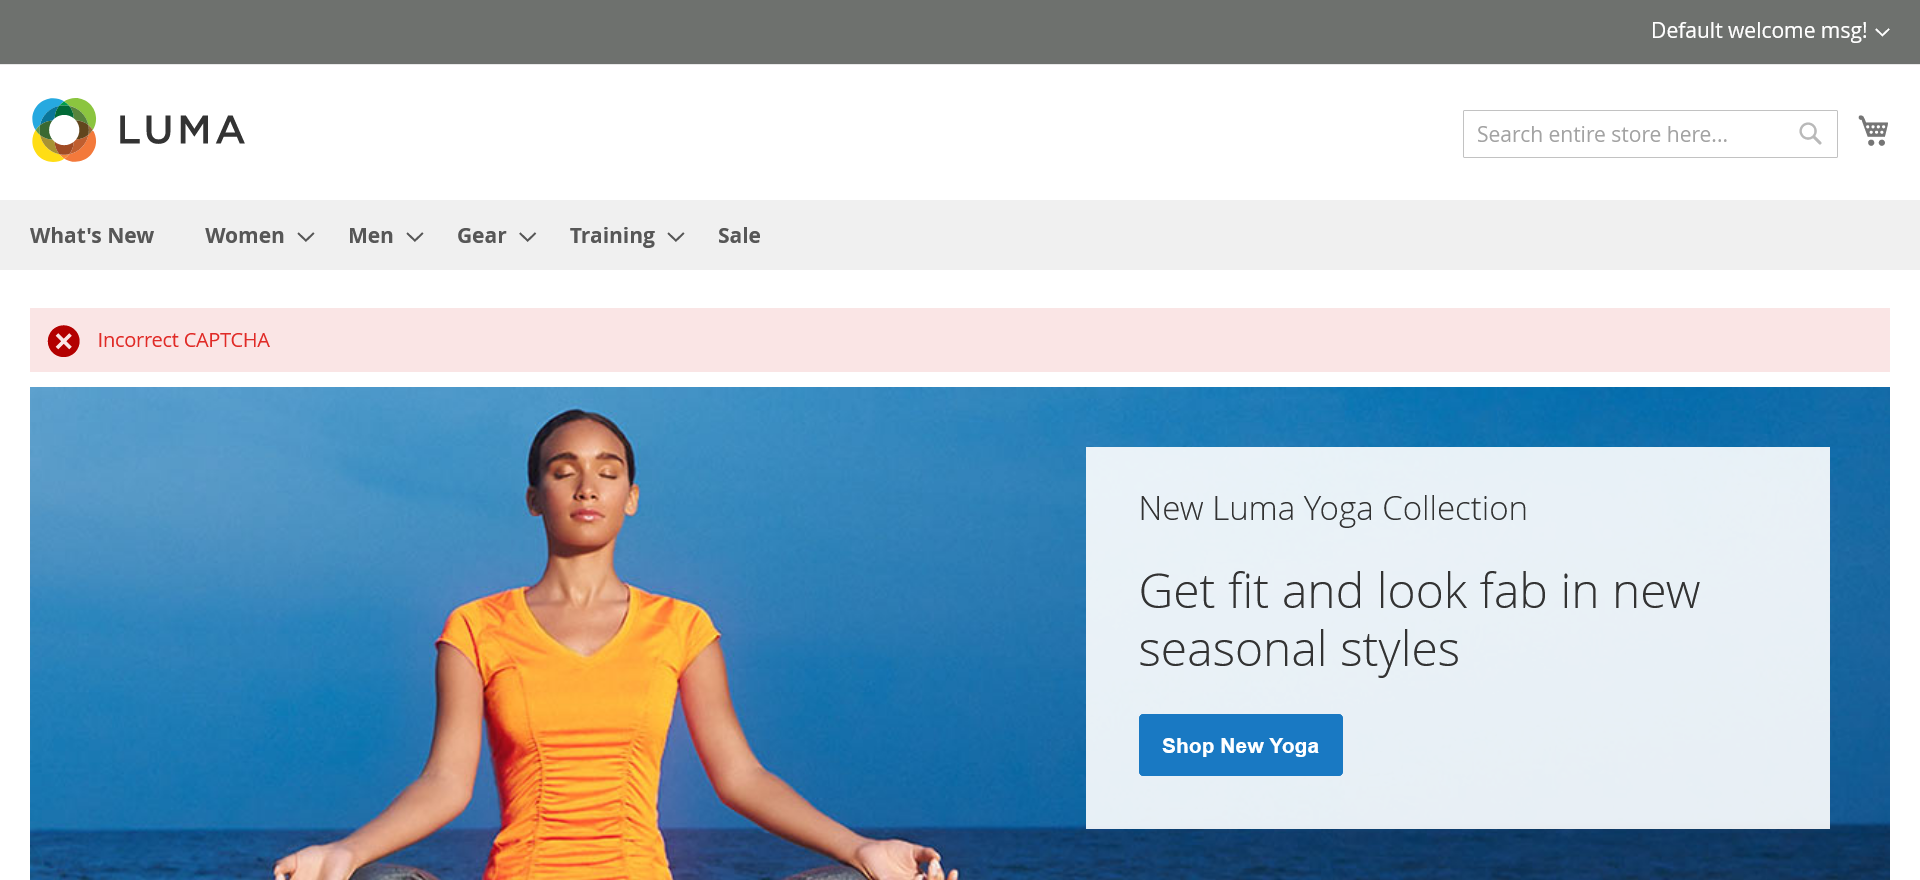 Default welcome msg!
LUMA
Search entire store here...
What's New Women Men Gear Training Sale
Incorrect CAPTCHA
New Luma Yoga Collection
Get fit and look fab in new
seasonal styles
Shop New Yoga